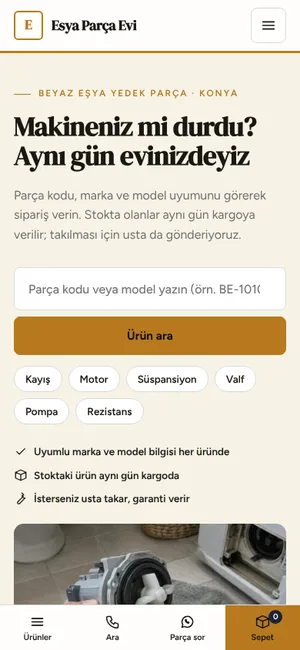 E
Esya Parça Evi
BEYAZ EŞYA YEDEK PARÇA · KONYA
Makineniz mi durdu?
Aynı gün evinizdeyiz
Parça kodu, marka ve model uyumunu görerek
sipariş verin. Stokta olanlar aynı gün kargoya
verilir; takılması için usta da gönderiyoruz.
Parça kodu veya model yazın (örn. BE-1010
Ürün ara
Kayış
Motor
Süspansiyon
Valf
Pompa
Rezistans
Uyumlu marka ve model bilgisi her üründe
Stoktaki ürün aynı gün kargoda
İsterseniz usta takar, garanti verir
0
Ürünler
Ara
Parça sor
Sepet